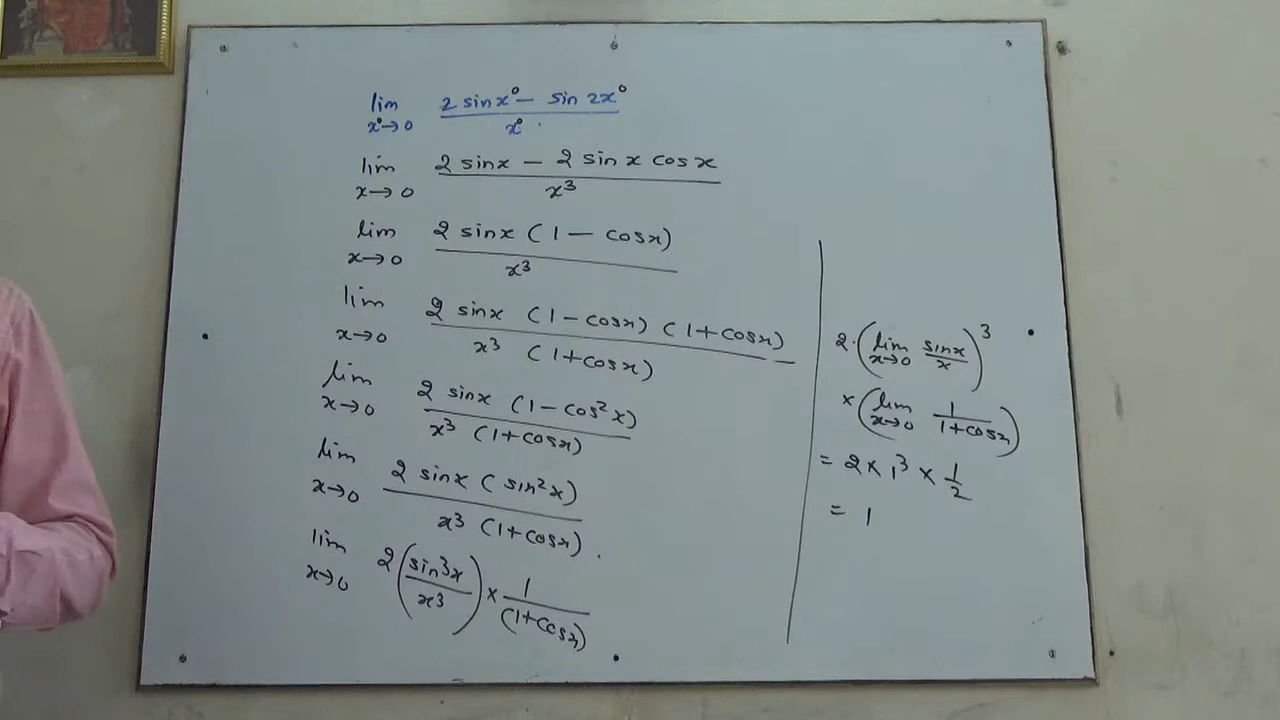 lim x°→0 (2 sin x° − sin 2x°) / x°
lim x→0 (2 sin x − 2 sin x cos x) / x³
lim x→0 (2 sin x (1 − cos x)) / x³
lim x→0 (2 sin x (1 − cos x) (1 + cos x)) / (x³ (1 + cos x))
lim x→0 (2 sin x (1 − cos² x)) / (x³ (1 + cos x))
lim x→0 (2 sin x (sin² x)) / (x³ (1 + cos x)).
lim x→0 2 (sin³x / x³) × 1 / (1 + cos x)
2 · (lim x→0 sin x / x)³
× (lim x→0 1 / (1 + cos x))
= 2 × 1³ × 1/2
= 1